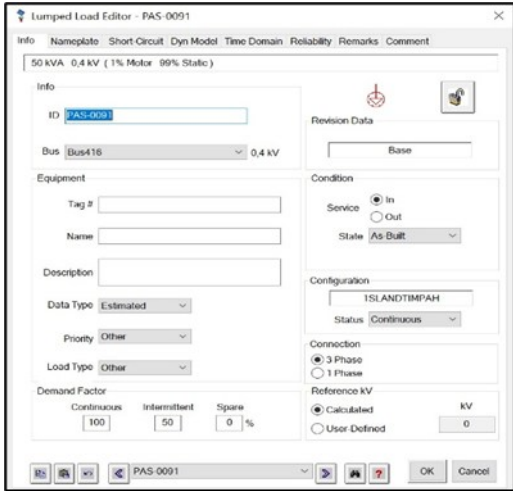 Lumped Load Editor - PAS-0091
Info Nameplate Short-Circuit Dyn Model Time Domain Reliability Remarks Comment
50 kVA 0,4 kV ( 1% Motor 99% Static )
Info
ID PAS-0091
Bus Bus416 0,4 kV
Revision Data
Base
Equipment
Tag #
Name
Description
Data Type Estimated
Priority Other
Load Type Other
Condition
Service In
Out
State As-Built
Configuration
1SLANDTIMPAH
Status Continuous
Connection
3 Phase
1 Phase
Demand Factor
Continuous Intermittent Spare
100 50 0 %
Reference kV
Calculated kV
User-Defined 0
PAS-0091 ? OK Cancel